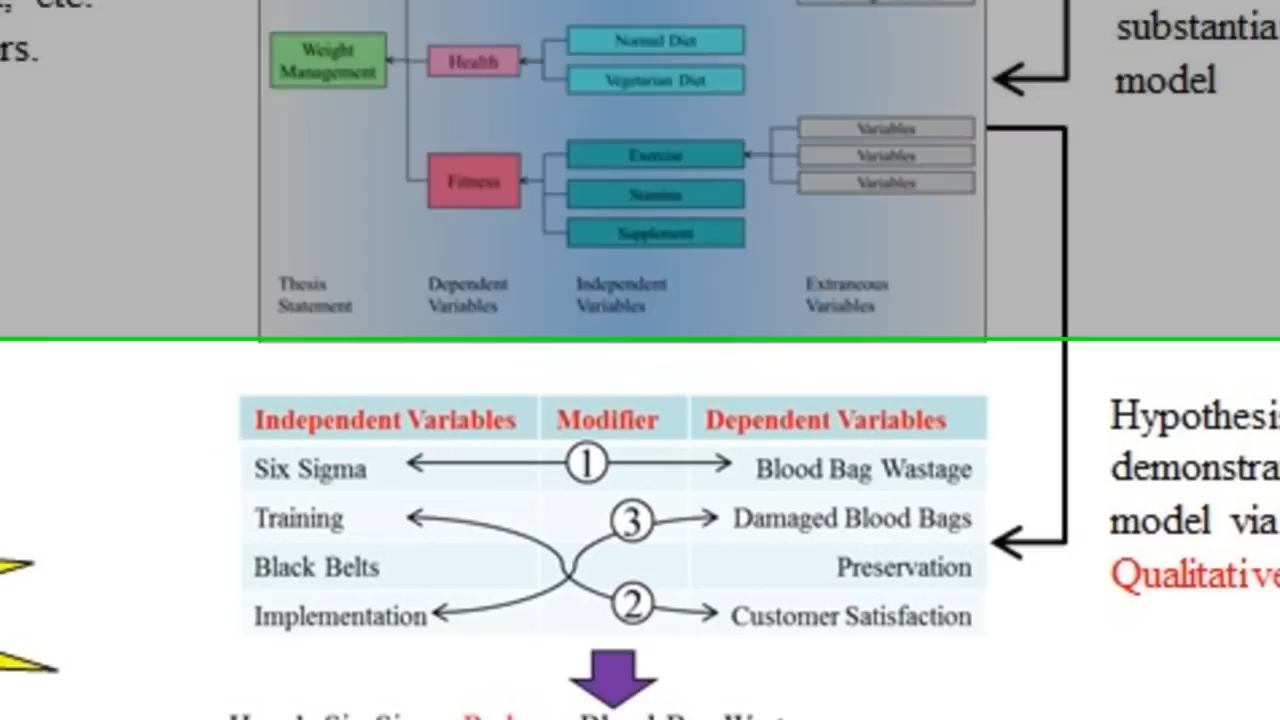 , etc.
rs.
substantia
model
Normal Diet
Weight
Management
Health
Vegetarian Diet
Variables
Exercise
Variables
Fitness
Variables
Stamina
Supplement
Thesis
Statement
Dependent
Variables
Independent
Variables
Extraneous
Variables
Independent Variables Modifier Dependent Variables
Six Sigma 1 Blood Bag Wastage
Training 3 Damaged Blood Bags
Black Belts Preservation
Implementation 2 Customer Satisfaction
Hypothesis
demonstra
model via
Qualitative